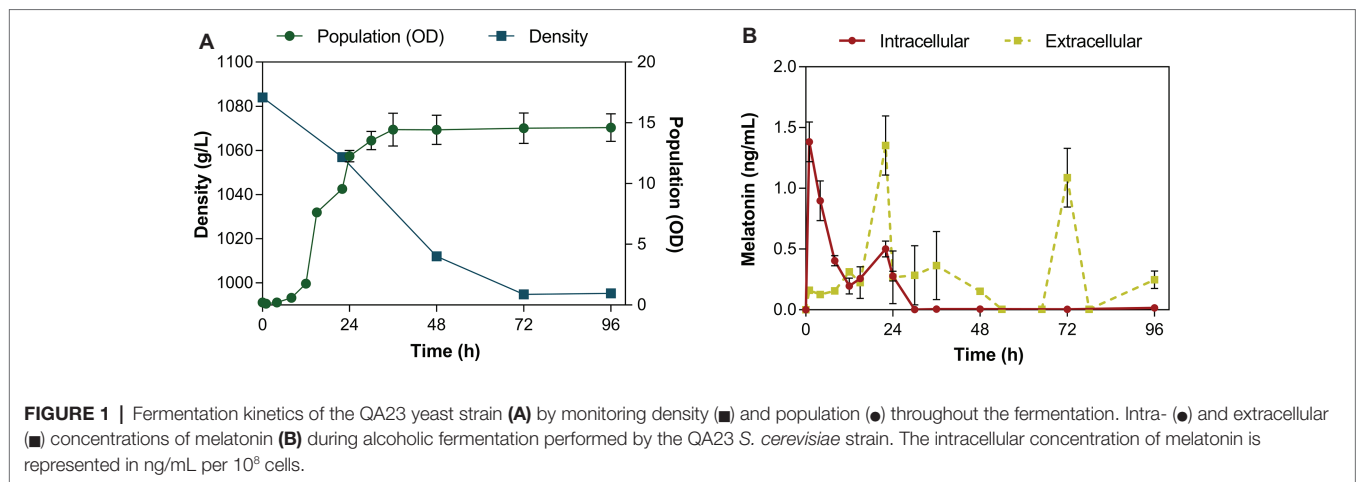 A
Population (OD) Density
1100
1080
1060
1040
1020
1000
Density (g/L)
20
15
10
5
0
Population (OD)
0 24 48 72 96
Time (h)
B
Intracellular Extracellular
2.0
1.5
1.0
0.5
0.0
Melatonin (ng/mL)
0 24 48 72 96
Time (h)
FIGURE 1 | Fermentation kinetics of the QA23 yeast strain (A) by monitoring density (■) and population (●) throughout the fermentation. Intra- (●) and extracellular
(■) concentrations of melatonin (B) during alcoholic fermentation performed by the QA23 S. cerevisiae strain. The intracellular concentration of melatonin is
represented in ng/mL per 10⁸ cells.